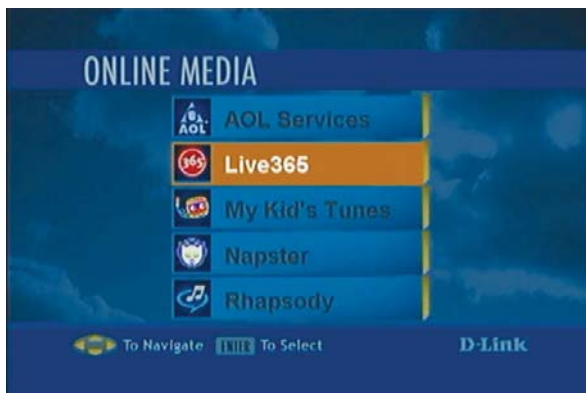 ONLINE MEDIA
AOL
AOL Services
365
Live365
My Kid's Tunes
Napster
Rhapsody
To Navigate ENTER To Select
D-Link